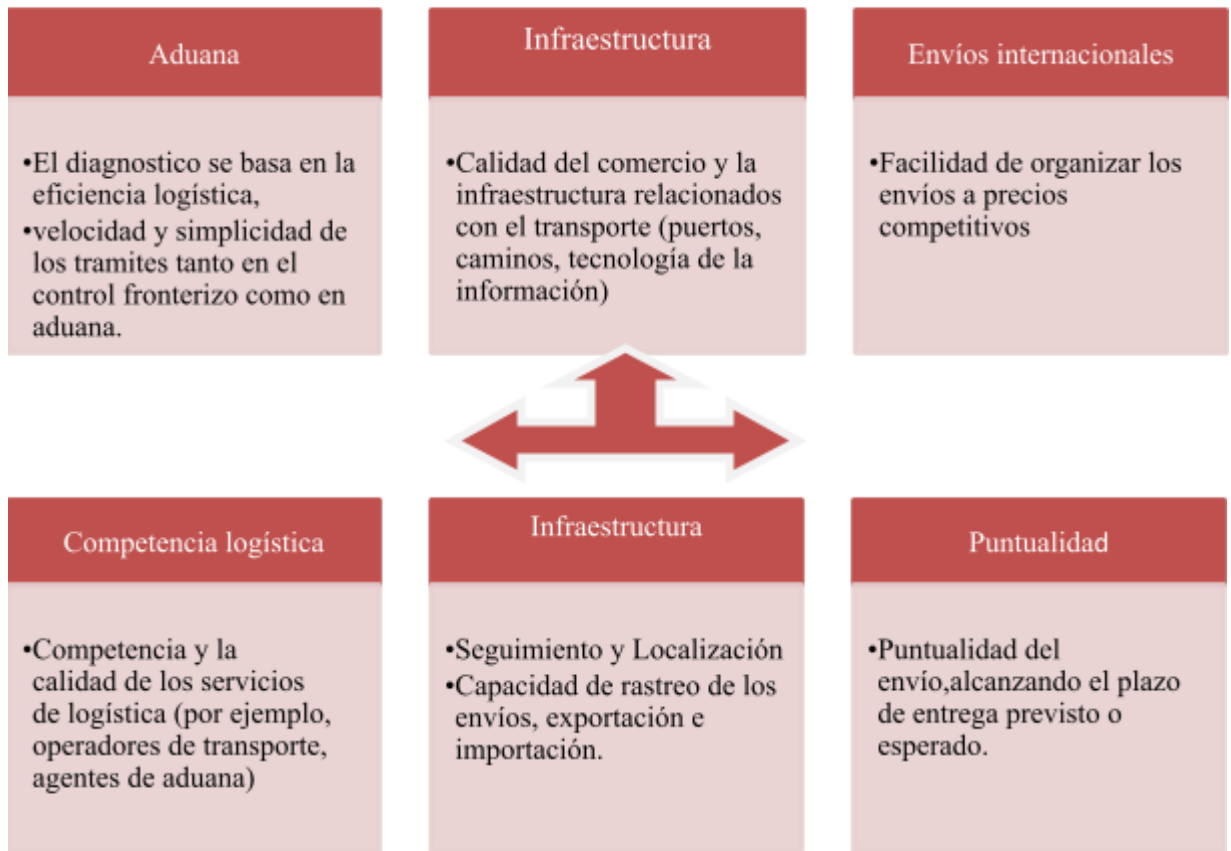 Aduana
•El diagnostico se basa en la
eficiencia logística,
•velocidad y simplicidad de
los tramites tanto en el
control fronterizo como en
aduana.
Infraestructura
•Calidad del comercio y la
infraestructura relacionados
con el transporte (puertos,
caminos, tecnología de la
información)
Envíos internacionales
•Facilidad de organizar los
envíos a precios
competitivos
Competencia logística
•Competencia y la
calidad de los servicios
de logística (por ejemplo,
operadores de transporte,
agentes de aduana)
Infraestructura
•Seguimiento y Localización
•Capacidad de rastreo de los
envíos, exportación e
importación.
Puntualidad
•Puntualidad del
envío,alcanzando el plazo
de entrega previsto o
esperado.